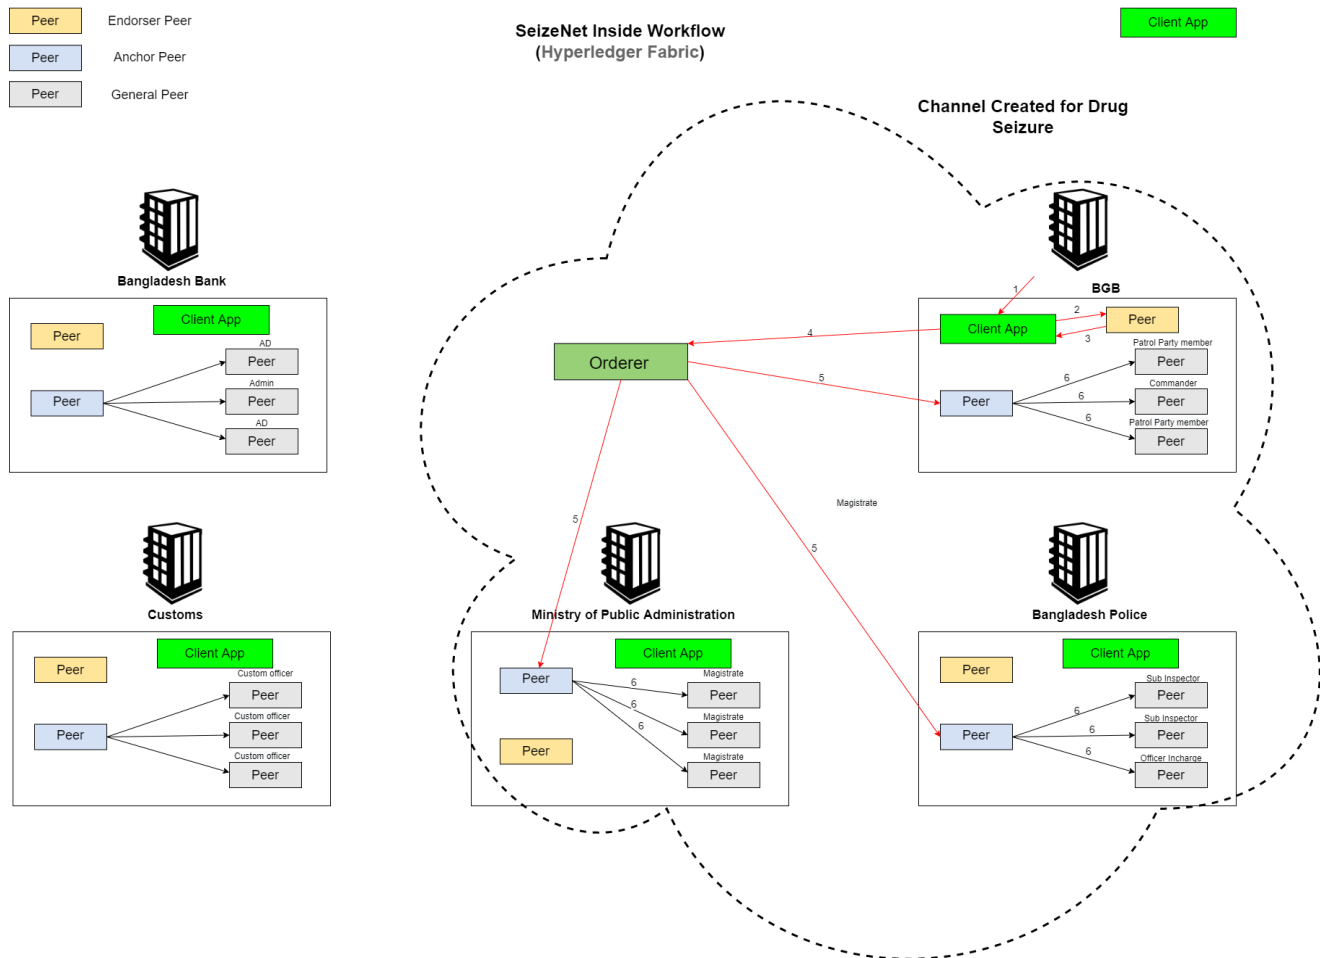 Peer
Endorser Peer
Peer
Anchor Peer
Peer
General Peer
SeizeNet Inside Workflow
(Hyperledger Fabric)
Client App
Channel Created for Drug
Seizure
Bangladesh Bank
Client App
Peer
AD
Peer
Admin
Peer
Peer
AD
Peer
BGB
1
Client App
2
Peer
3
4
Orderer
5
Patrol Party member
Peer
6
Commander
Peer
6
Peer
Patrol Party member
6
Peer
Magistrate
5
5
Customs
Client App
Peer
Custom officer
Peer
Custom officer
Peer
Peer
Custom officer
Peer
Ministry of Public Administration
Client App
Peer
Magistrate
6
Peer
6
Magistrate
6
Peer
Peer
Magistrate
Peer
Bangladesh Police
Client App
Peer
Sub Inspector
Peer
6
Sub Inspector
Peer
6
Peer
6
Officer Incharge
Peer